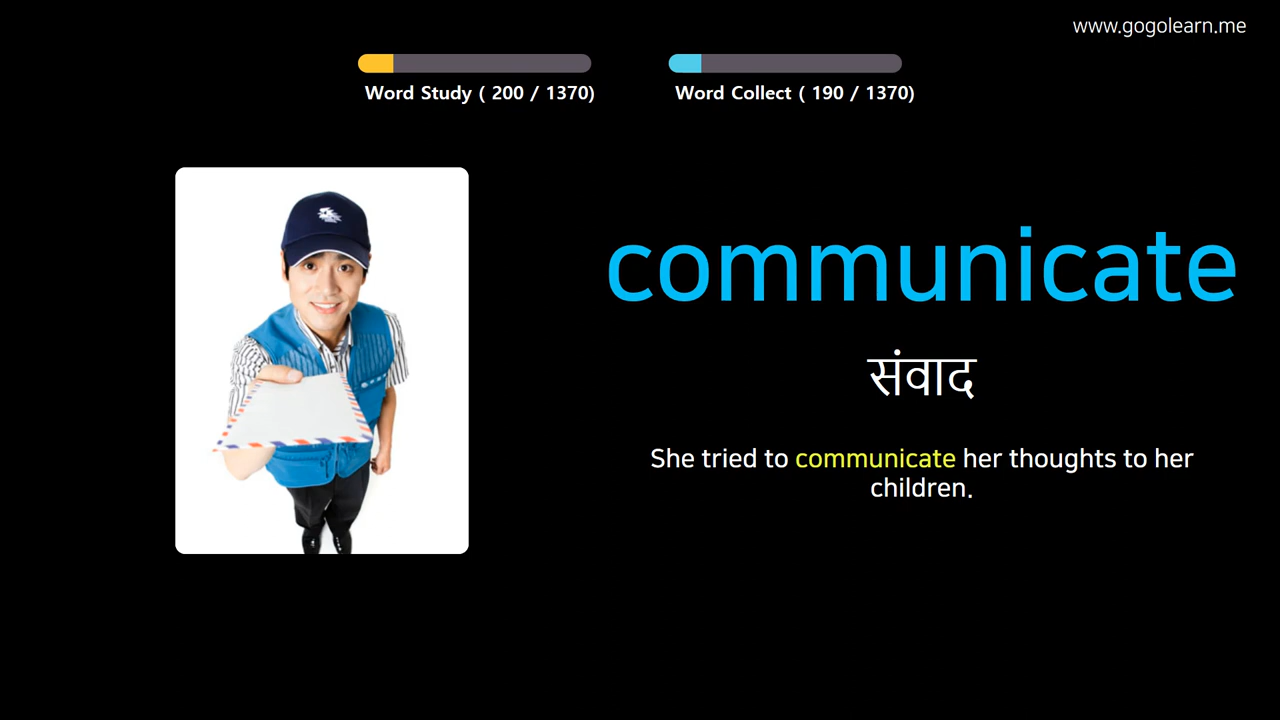 www.gogolearn.me
Word Study ( 200 / 1370)
Word Collect ( 190 / 1370)
communicate
संवाद
She tried to communicate her thoughts to her
children.